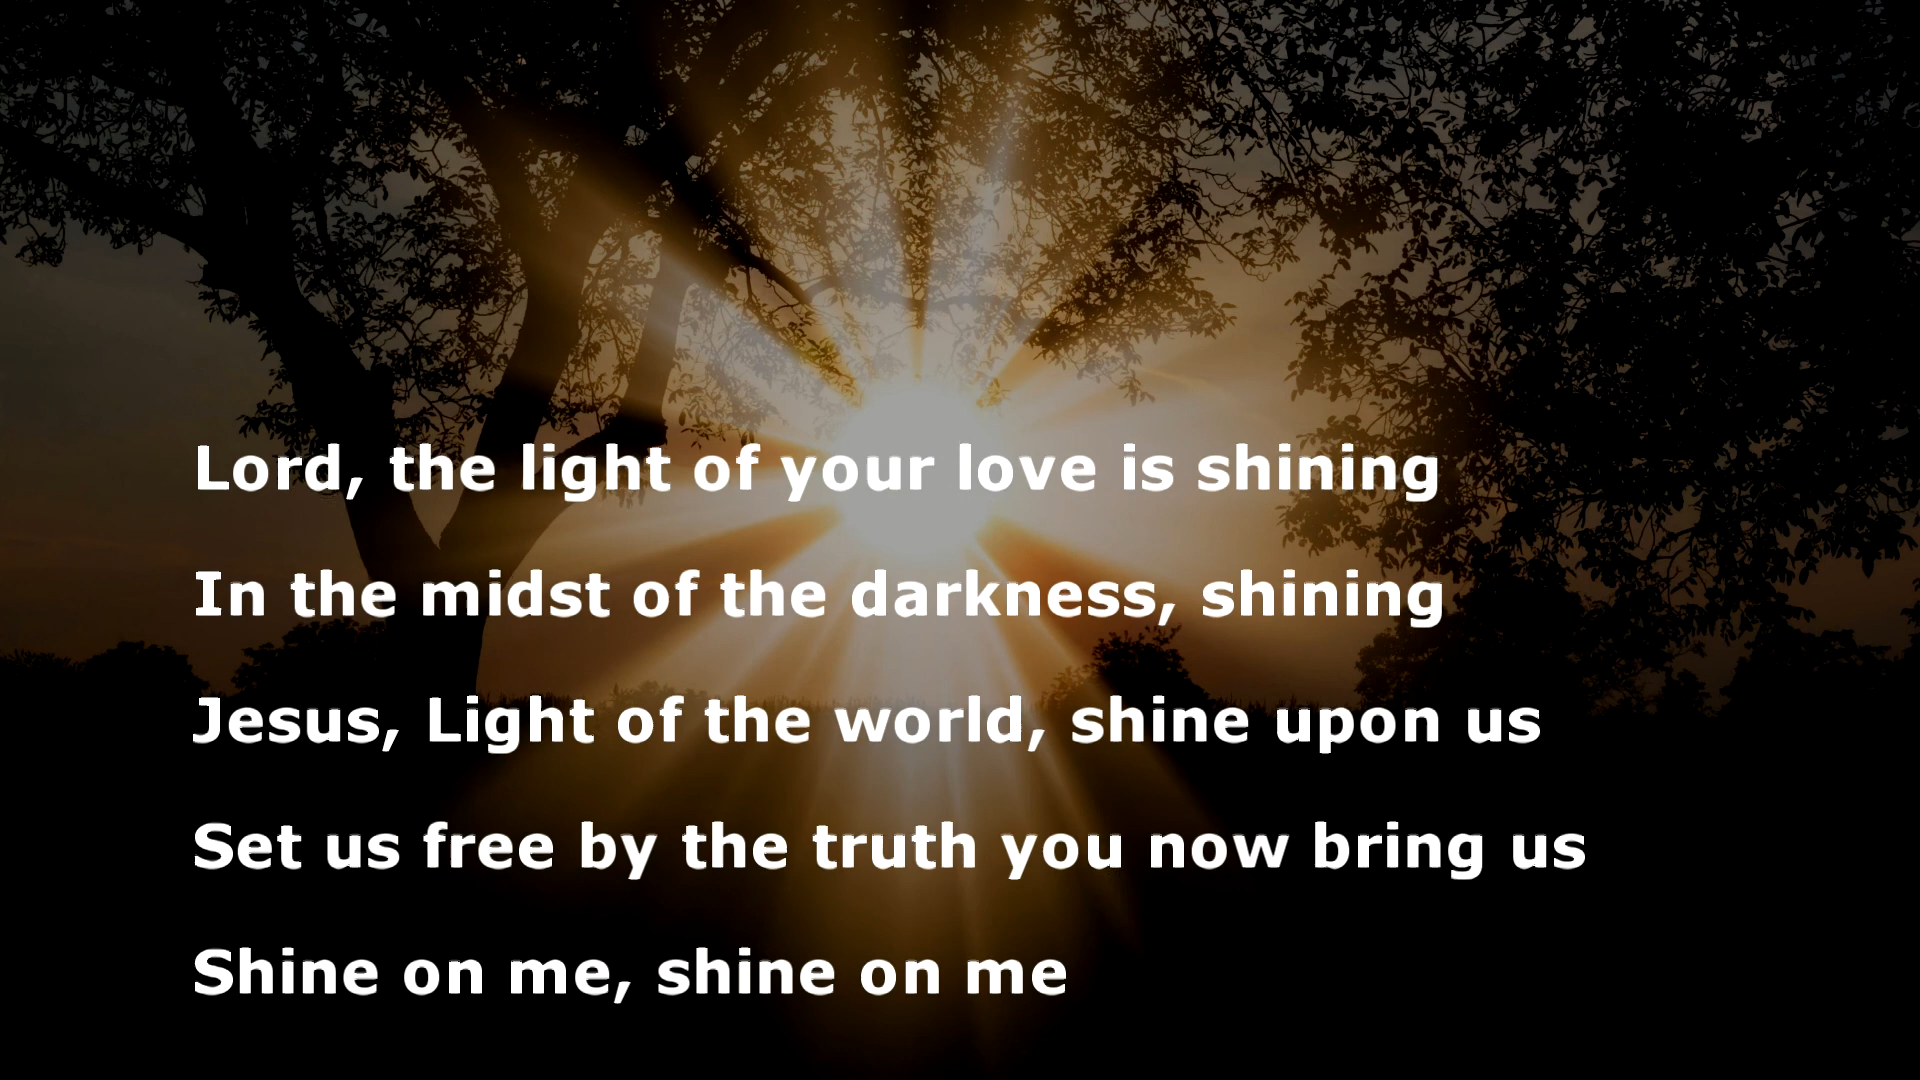 Lord, the light of your love is shining
In the midst of the darkness, shining
Jesus, Light of the world, shine upon us
Set us free by the truth you now bring us
Shine on me, shine on me